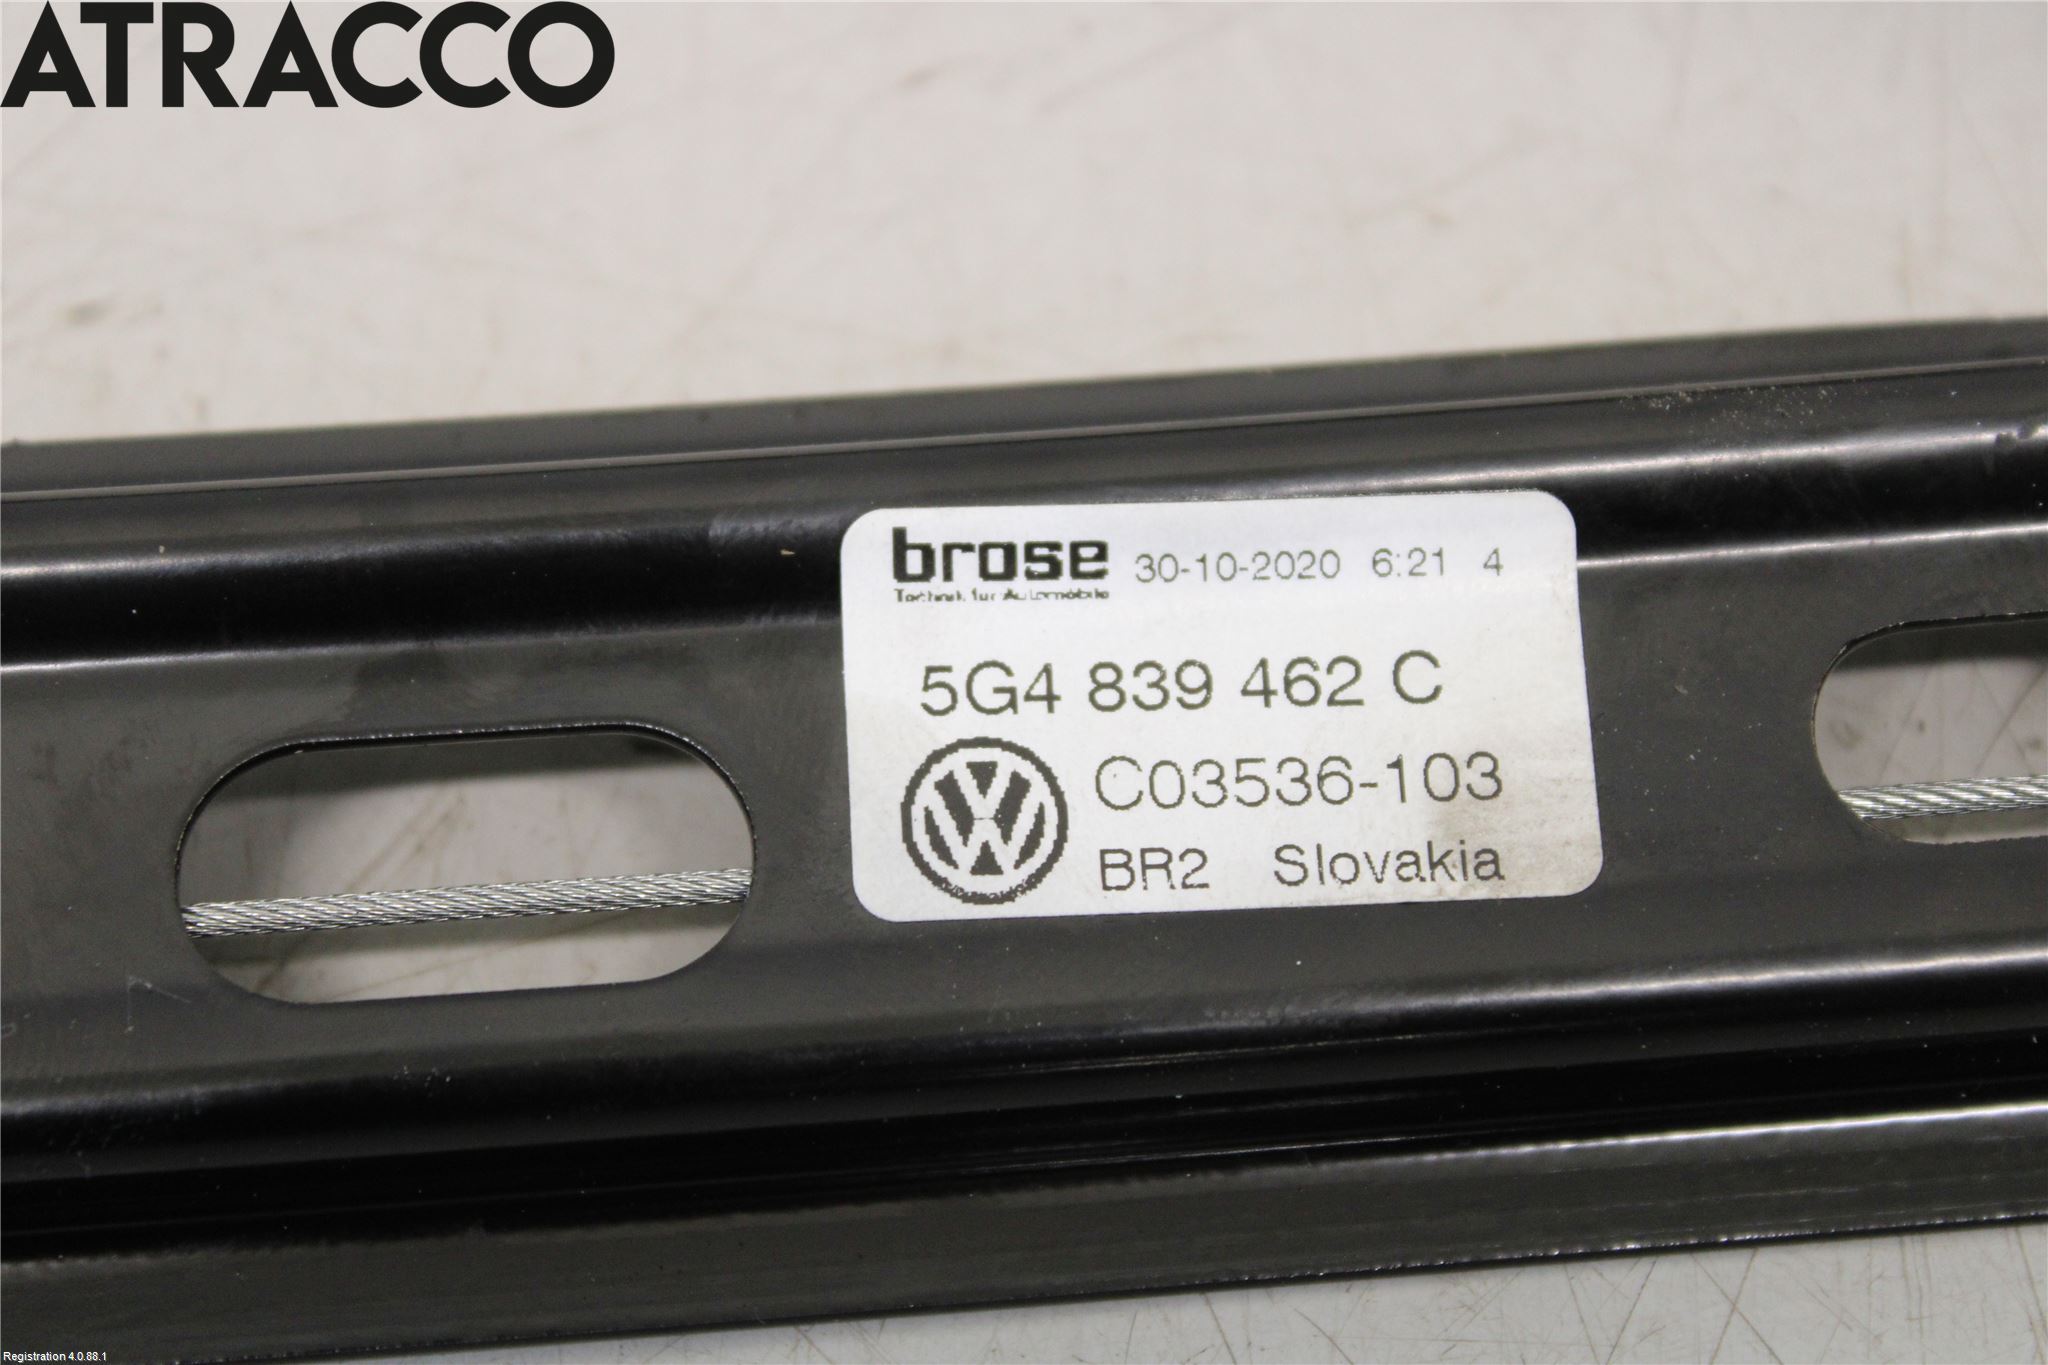 ATRACCO
brose 30-10-2020 6:21 4
Technik für Automobile
5G4 839 462 C
C03536-103
BR2 Slovakia
Registration 4.0.88.1